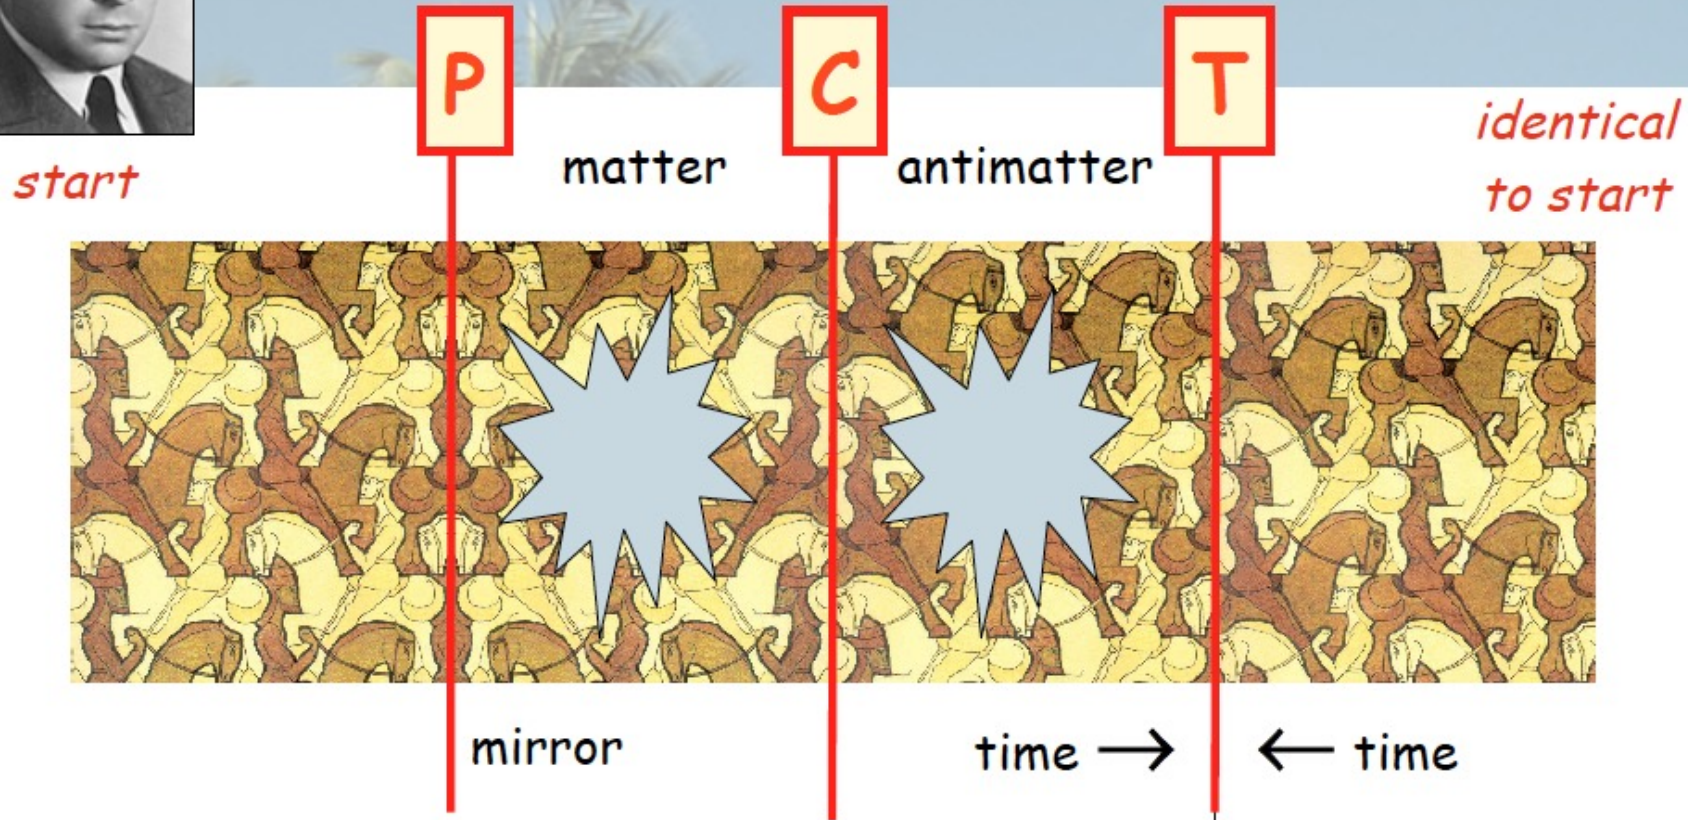 P
C
T
start
matter
antimatter
identical
to start
mirror
time → ← time